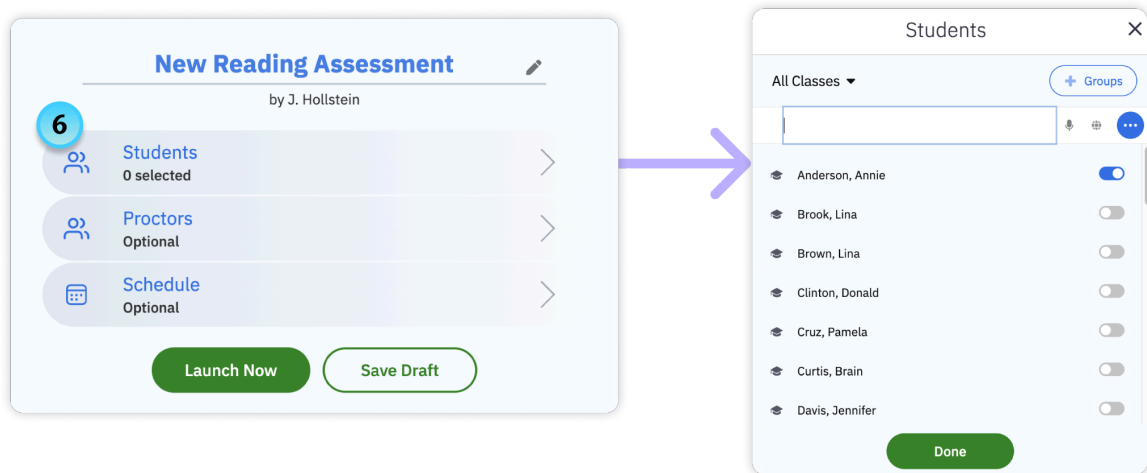 New Reading Assessment
by J. Hollstein
6
Students
0 selected
Proctors
Optional
Schedule
Optional
Launch Now
Save Draft
Students
All Classes
Groups
Anderson, Annie
Brook, Lina
Brown, Lina
Clinton, Donald
Cruz, Pamela
Curtis, Brain
Davis, Jennifer
Done